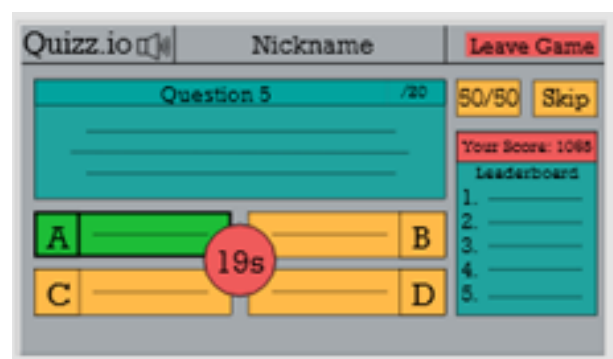 Quizz.io
Nickname
Leave Game
Question 5 /20
50/50
Skip
Your Score: 1065
Leaderboard
1.
2.
3.
4.
5.
A
B
19s
C
D